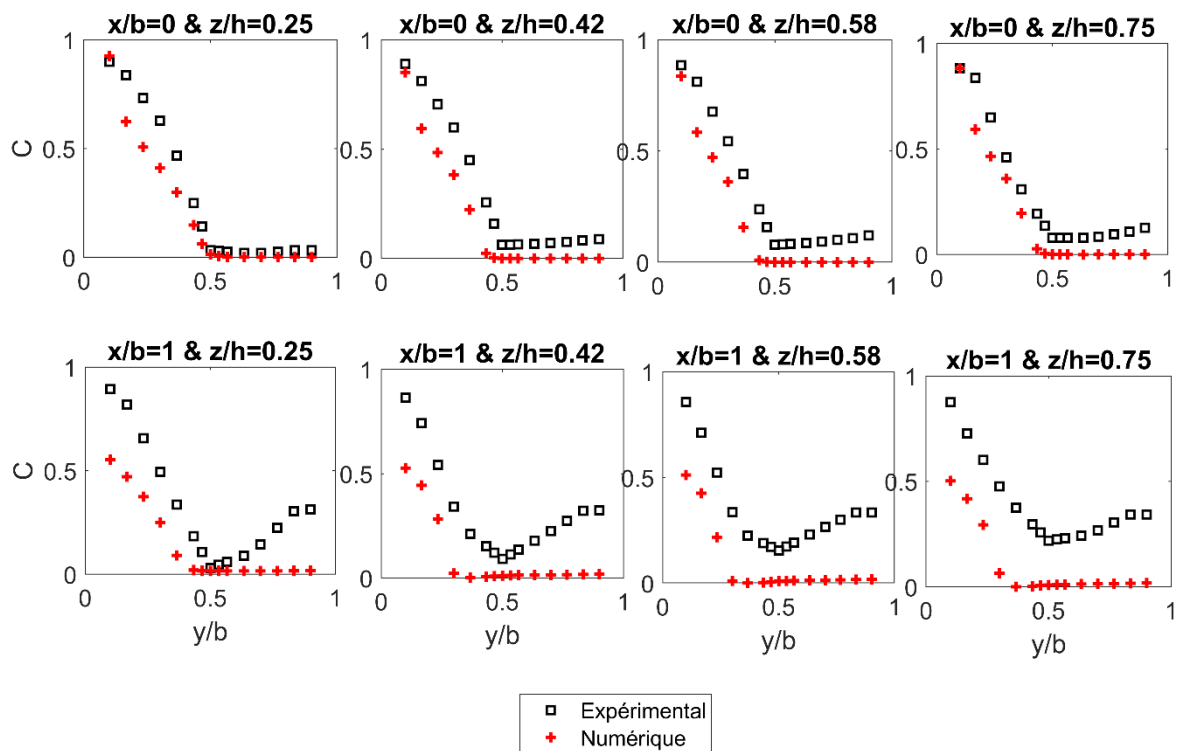 x/b=0 & z/h=0.25
x/b=0 & z/h=0.42
x/b=0 & z/h=0.58
x/b=0 & z/h=0.75
1
1
1
1
C
0.5
0.5
0.5
0.5
0
0
0
0
0 0.5 1
0 0.5 1
0 0.5 1
0 0.5 1
x/b=1 & z/h=0.25
x/b=1 & z/h=0.42
x/b=1 & z/h=0.58
x/b=1 & z/h=0.75
1
1
1
1
C
0.5
0.5
0.5
0.5
0
0
0
0
0 0.5 1
0 0.5 1
0 0.5 1
0 0.5 1
y/b
y/b
y/b
y/b
Expérimental
Numérique